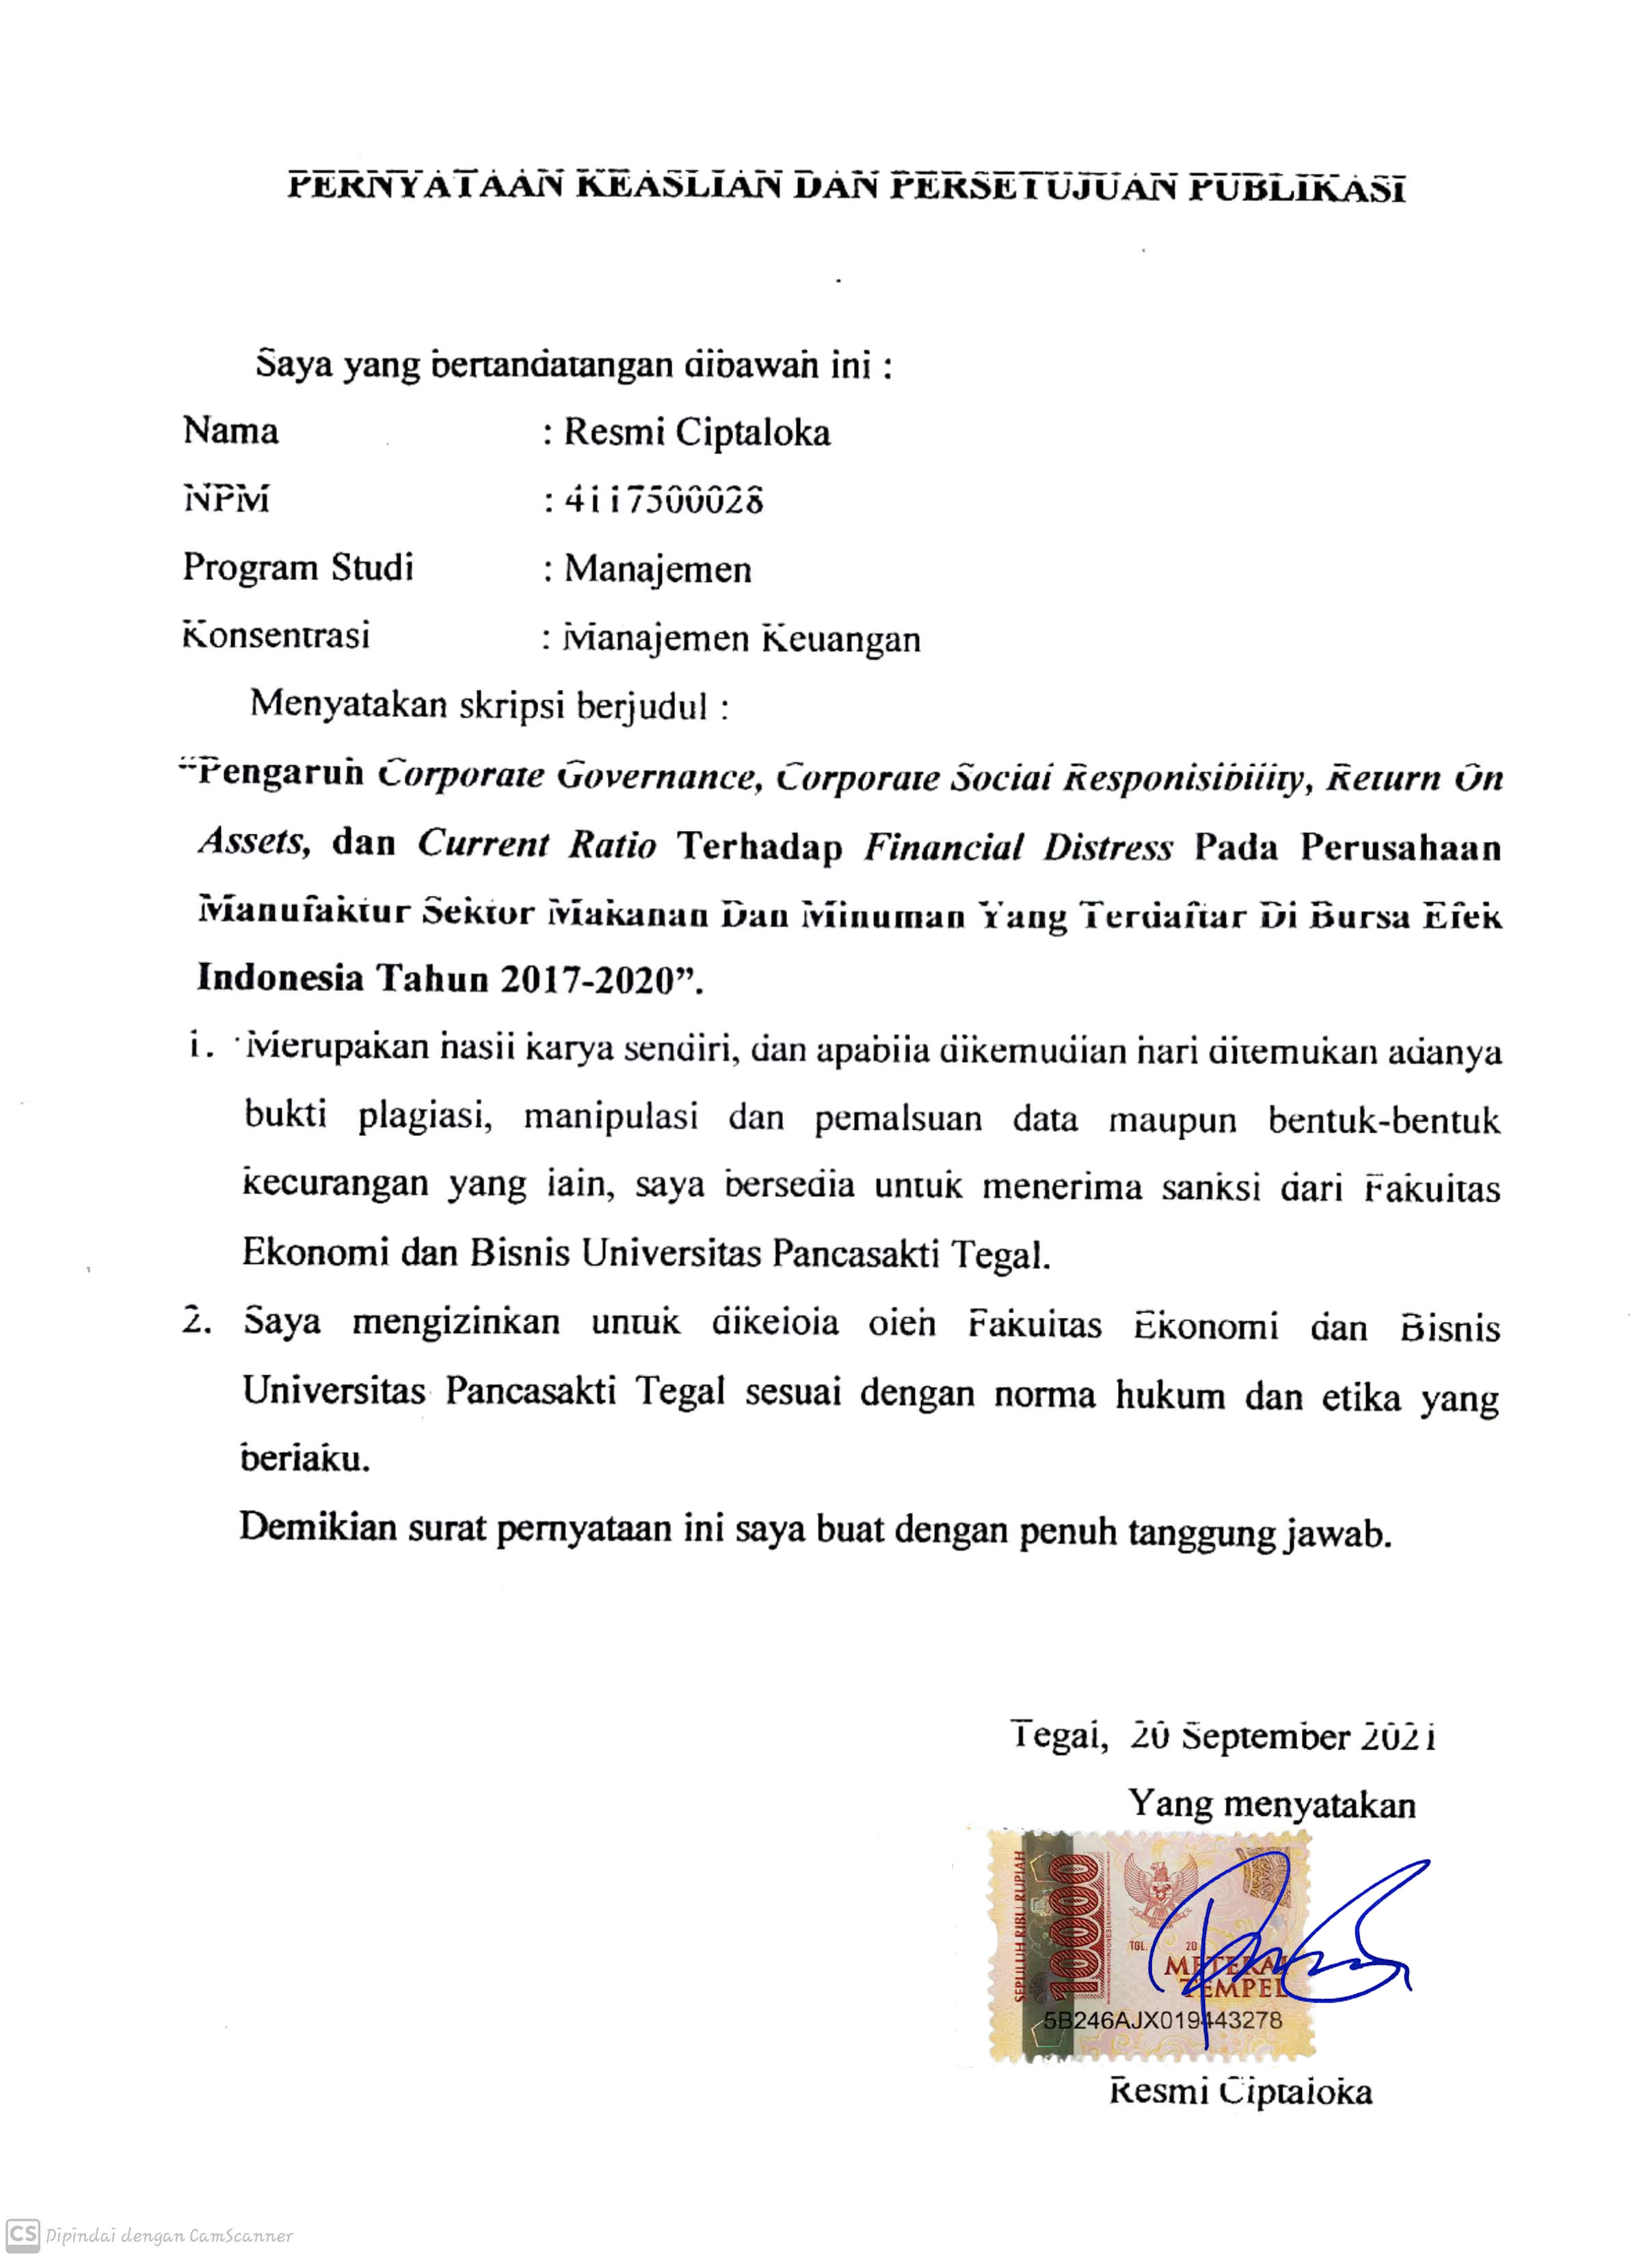 PERNYATAAN KEASLIAN DAN PERSETUJUAN PUBLIKASI
Saya yang bertandatangan dibawah ini :
Nama : Resmi Ciptaloka
NPM : 4117500028
Program Studi : Manajemen
Konsentrasi : Manajemen Keuangan
Menyatakan skripsi berjudul :
“Pengaruh Corporate Governance, Corporate Social Responisibility, Return On
Assets, dan Current Ratio Terhadap Financial Distress Pada Perusahaan
Manufaktur Sektor Makanan Dan Minuman Yang Terdaftar Di Bursa Efek
Indonesia Tahun 2017-2020”.
1. Merupakan hasil karya sendiri, dan apabila dikemudian hari ditemukan adanya
bukti plagiasi, manipulasi dan pemalsuan data maupun bentuk-bentuk
kecurangan yang lain, saya bersedia untuk menerima sanksi dari Fakultas
Ekonomi dan Bisnis Universitas Pancasakti Tegal.
2. Saya mengizinkan untuk dikelola oleh Fakultas Ekonomi dan Bisnis
Universitas Pancasakti Tegal sesuai dengan norma hukum dan etika yang
berlaku.
Demikian surat pernyataan ini saya buat dengan penuh tanggung jawab.
Tegal, 20 September 2021
Yang menyatakan
SEPULUH RIBU RUPIAH
10000
TGL. 20
METERAI
TEMPEL
5B246AJX019443278
Resmi Ciptaloka
CS Dipindai dengan CamScanner